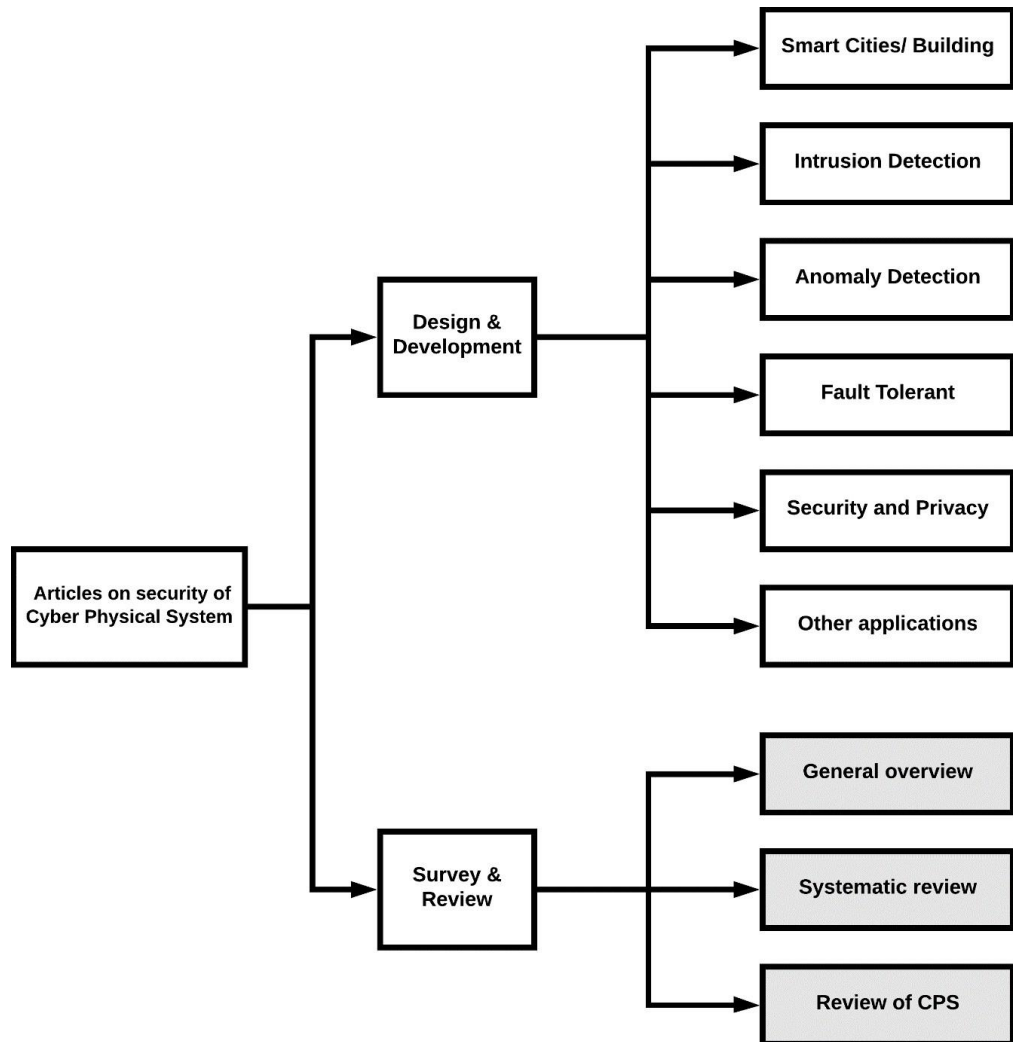 Smart Cities/ Building
Intrusion Detection
Anomaly Detection
Design &
Development
Fault Tolerant
Security and Privacy
Articles on security of
Cyber Physical System
Other applications
General overview
Survey &
Review
Systematic review
Review of CPS